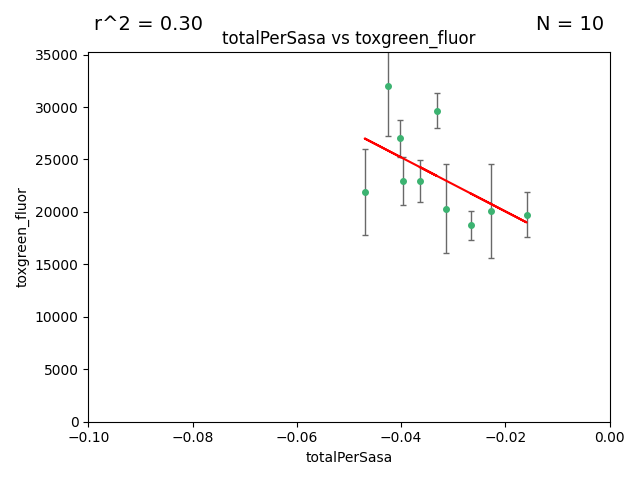 r^2 = 0.30
N = 10
totalPerSasa vs toxgreen_fluor
35000
30000
25000
20000
15000
10000
5000
0
toxgreen_fluor
−0.10
−0.08
−0.06
−0.04
−0.02
0.00
totalPerSasa